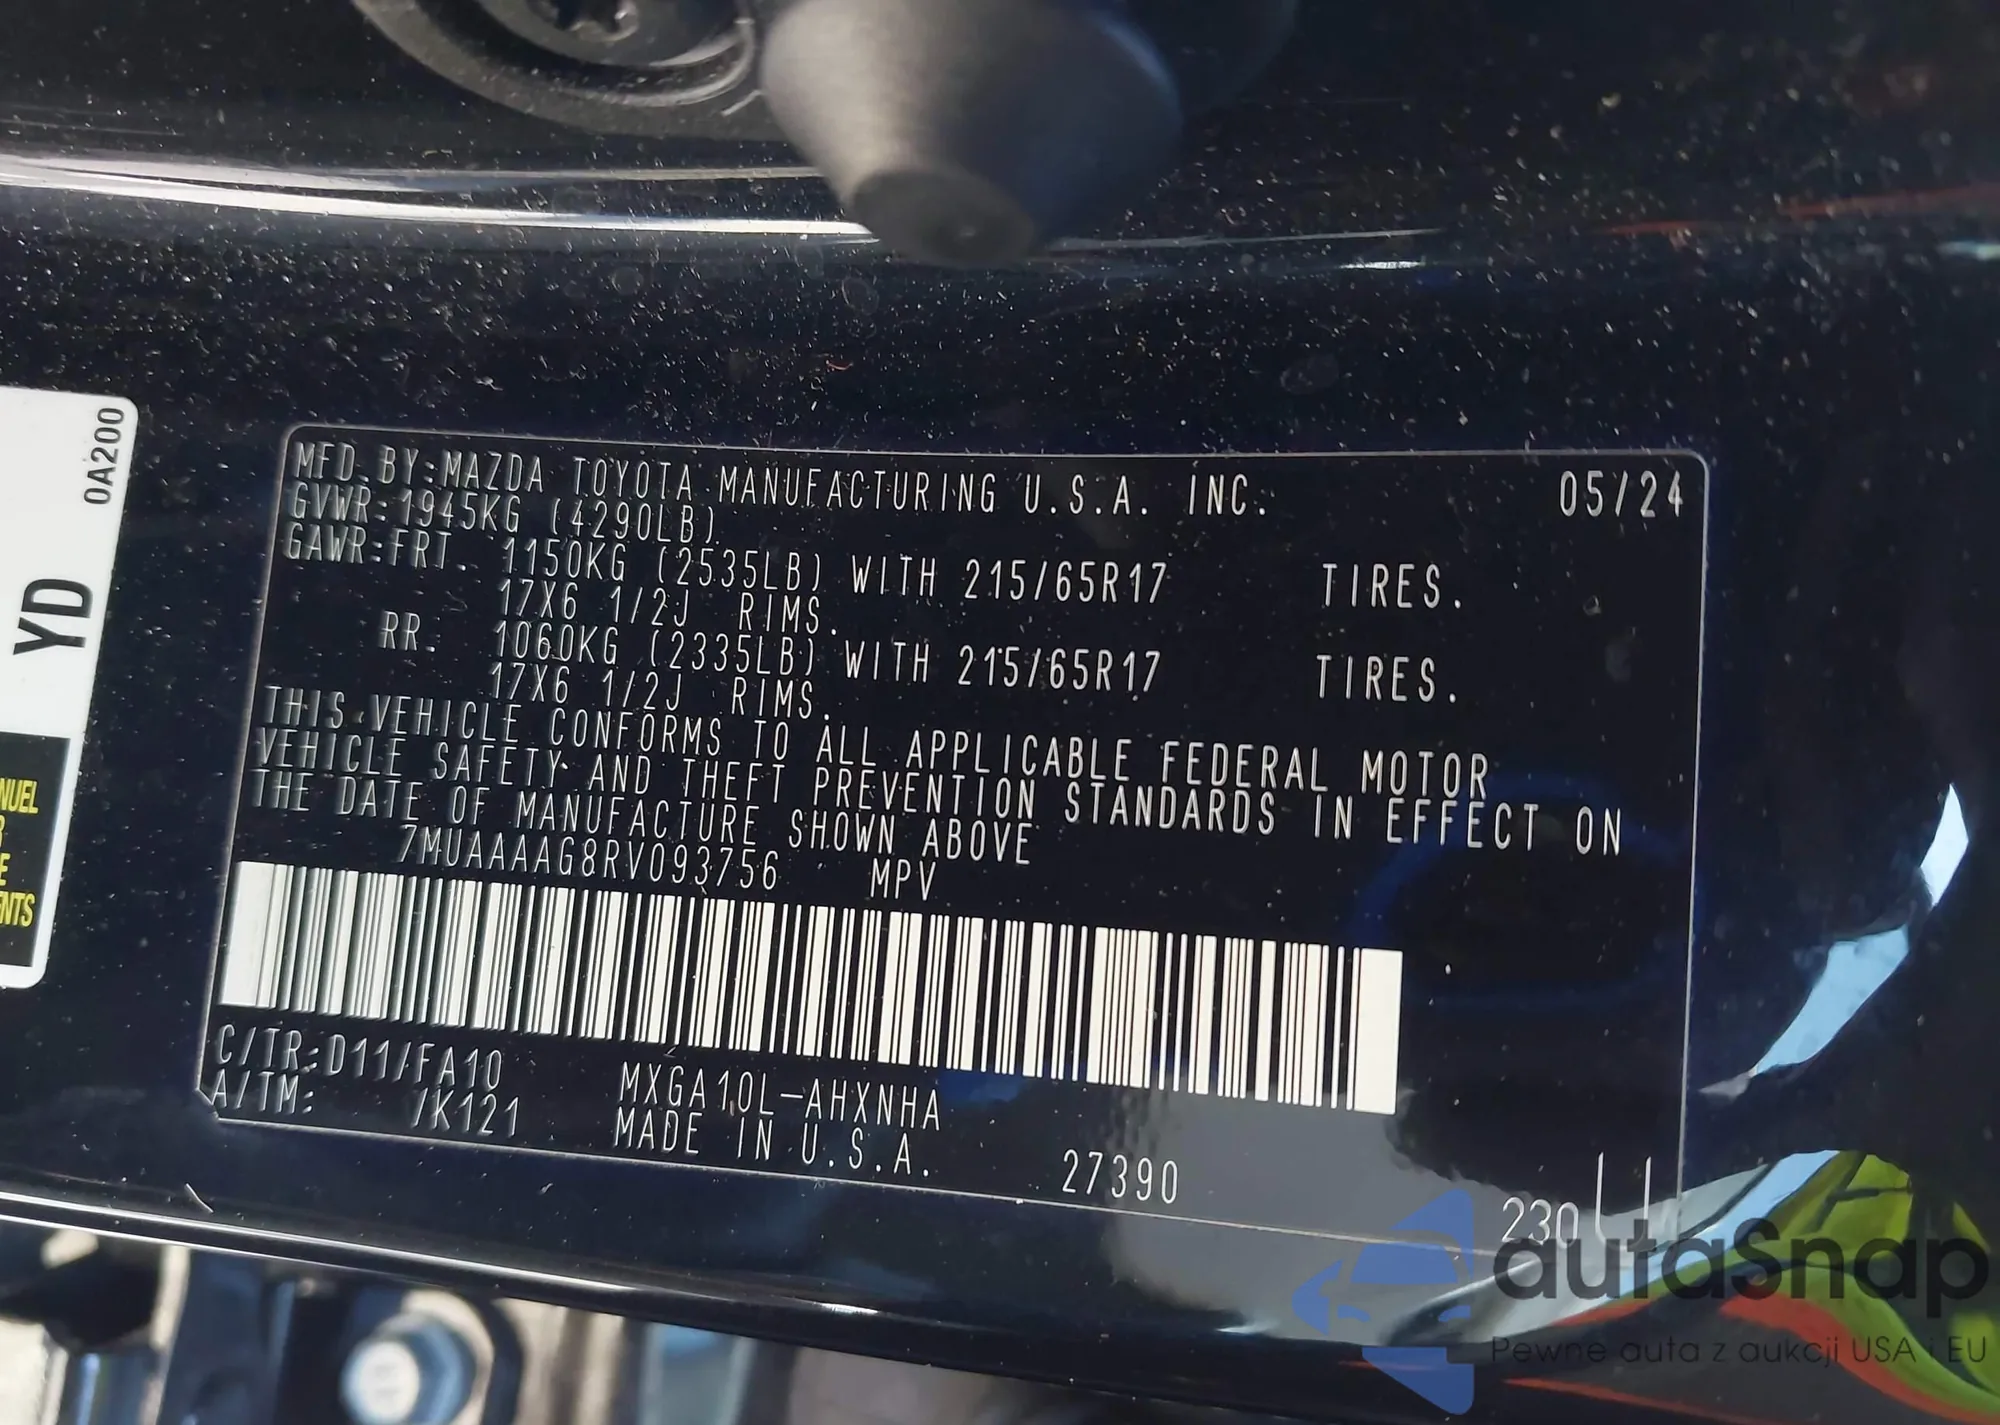 0A200
YD
NUEL
E
NTS
MFD.BY:MAZDA TOYOTA MANUFACTURING U.S.A. INC. 05/24
GVWR:1945KG (4290LB)
GAWR:FRT. 1150KG (2535LB) WITH 215/65R17 TIRES.
17X6 1/2J RIMS.
RR. 1060KG (2335LB) WITH 215/65R17 TIRES.
17X6 1/2J RIMS.
THIS VEHICLE CONFORMS TO ALL APPLICABLE FEDERAL MOTOR
VEHICLE SAFETY AND THEFT PREVENTION STANDARDS IN EFFECT ON
THE DATE OF MANUFACTURE SHOWN ABOVE
7MUAAAAG8RV093756 MPV
C/TR:D11/FA10 MXGA10L-AHXNHA
A/TM: /K121 MADE IN U.S.A. 27390
230
autaSnap
Pewne auta z aukcji USA i EU